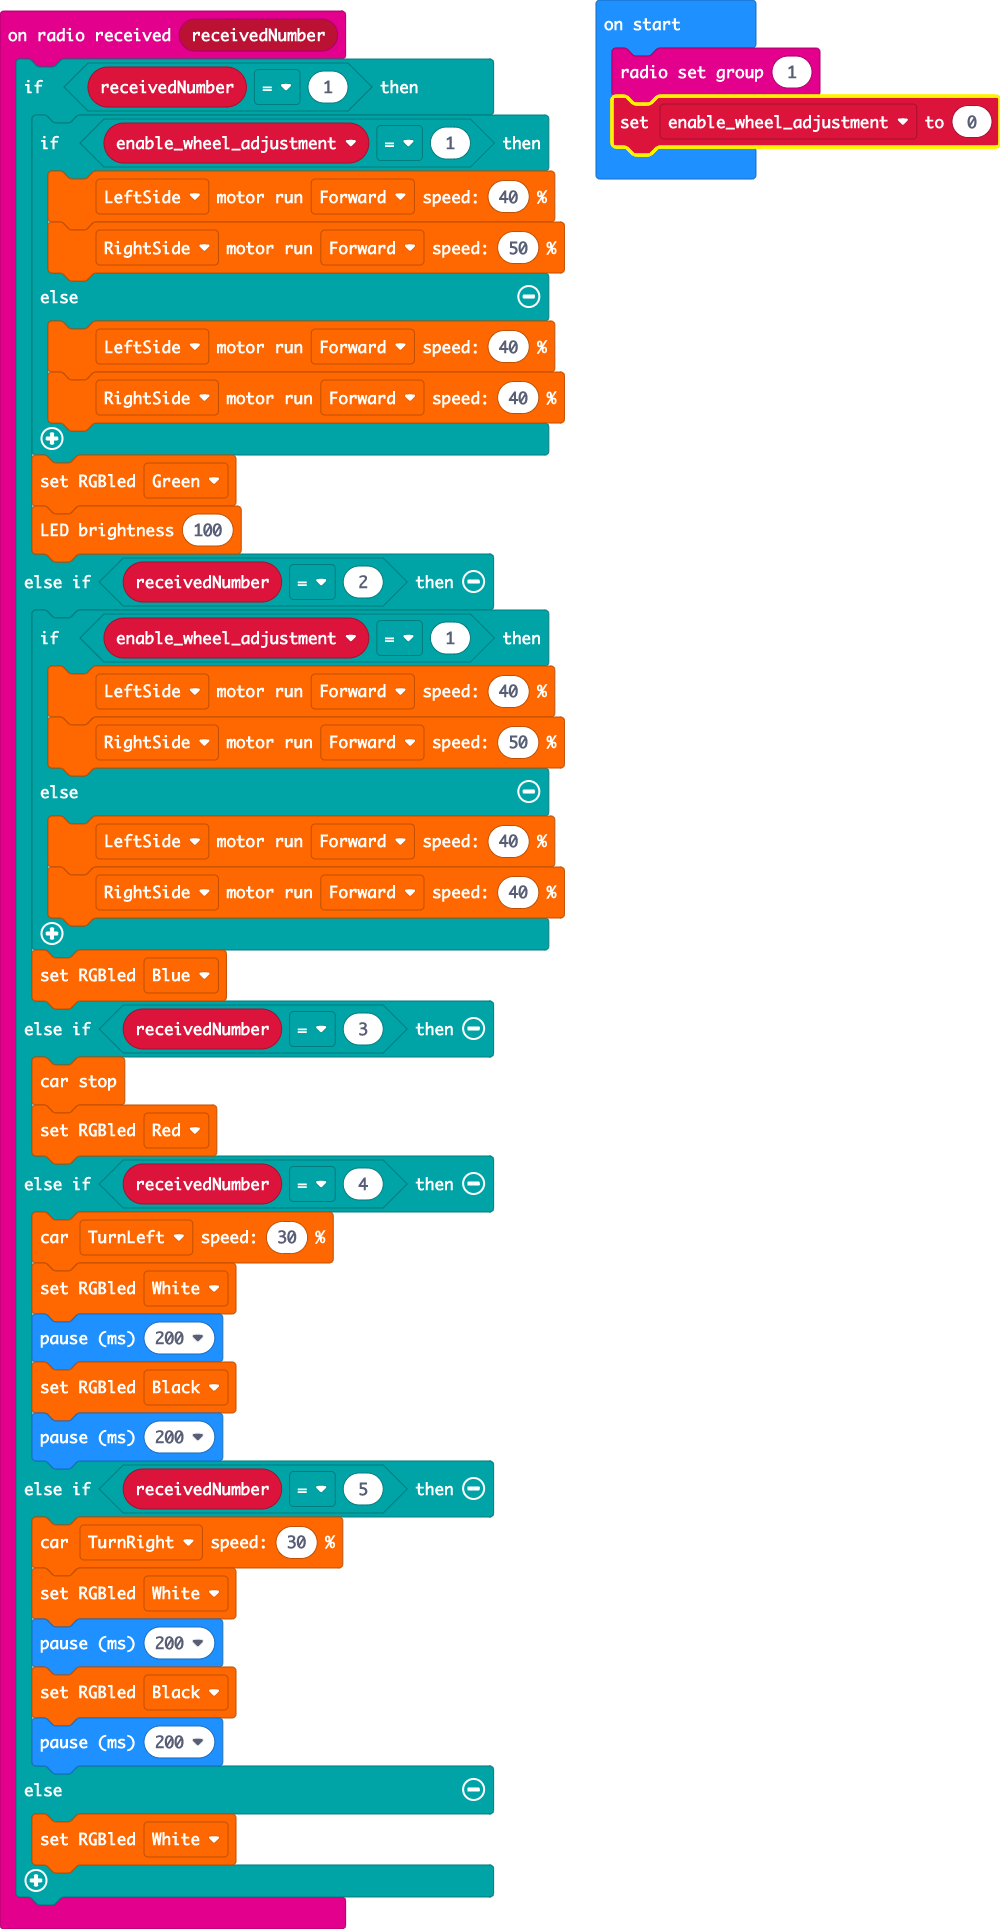 on radio received receivedNumber
if receivedNumber = 1 then
if enable_wheel_adjustment = 1 then
LeftSide motor run Forward speed: 40 %
RightSide motor run Forward speed: 50 %
else
LeftSide motor run Forward speed: 40 %
RightSide motor run Forward speed: 40 %
set RGBled Green
LED brightness 100
else if receivedNumber = 2 then
if enable_wheel_adjustment = 1 then
LeftSide motor run Forward speed: 40 %
RightSide motor run Forward speed: 50 %
else
LeftSide motor run Forward speed: 40 %
RightSide motor run Forward speed: 40 %
set RGBled Blue
else if receivedNumber = 3 then
car stop
set RGBled Red
else if receivedNumber = 4 then
car TurnLeft speed: 30 %
set RGBled White
pause (ms) 200
set RGBled Black
pause (ms) 200
else if receivedNumber = 5 then
car TurnRight speed: 30 %
set RGBled White
pause (ms) 200
set RGBled Black
pause (ms) 200
else
set RGBled White
on start
radio set group 1
set enable_wheel_adjustment to 0